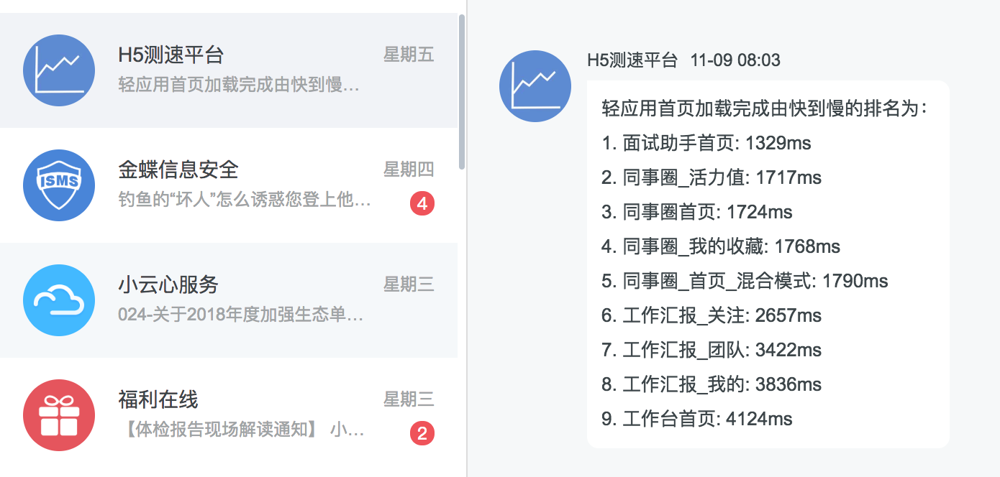 H5测速平台
星期五
轻应用首页加载完成由快到慢...
ISMS
金蝶信息安全
星期四
钓鱼的“坏人”怎么诱惑您登上他...
4
小云心服务
星期三
024-关于2018年度加强生态单...
福利在线
星期三
【体检报告现场解读通知】 小...
2
H5测速平台 11-09 08:03
轻应用首页加载完成由快到慢的排名为：
1. 面试助手首页: 1329ms
2. 同事圈_活力值: 1717ms
3. 同事圈首页: 1724ms
4. 同事圈_我的收藏: 1768ms
5. 同事圈_首页_混合模式: 1790ms
6. 工作汇报_关注: 2657ms
7. 工作汇报_团队: 3422ms
8. 工作汇报_我的: 3836ms
9. 工作台首页: 4124ms